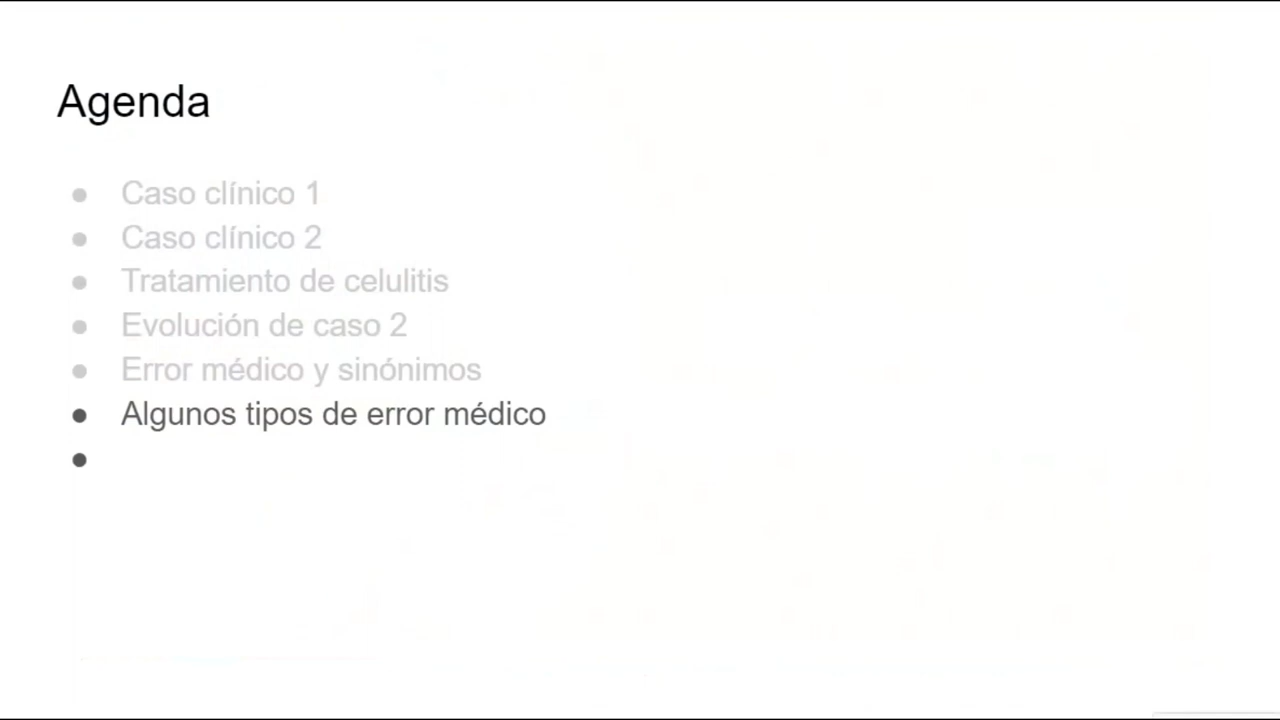 Agenda
● Caso clínico 1
● Caso clínico 2
● Tratamiento de celulitis
● Evolución de caso 2
● Error médico y sinónimos
● Algunos tipos de error médico
●